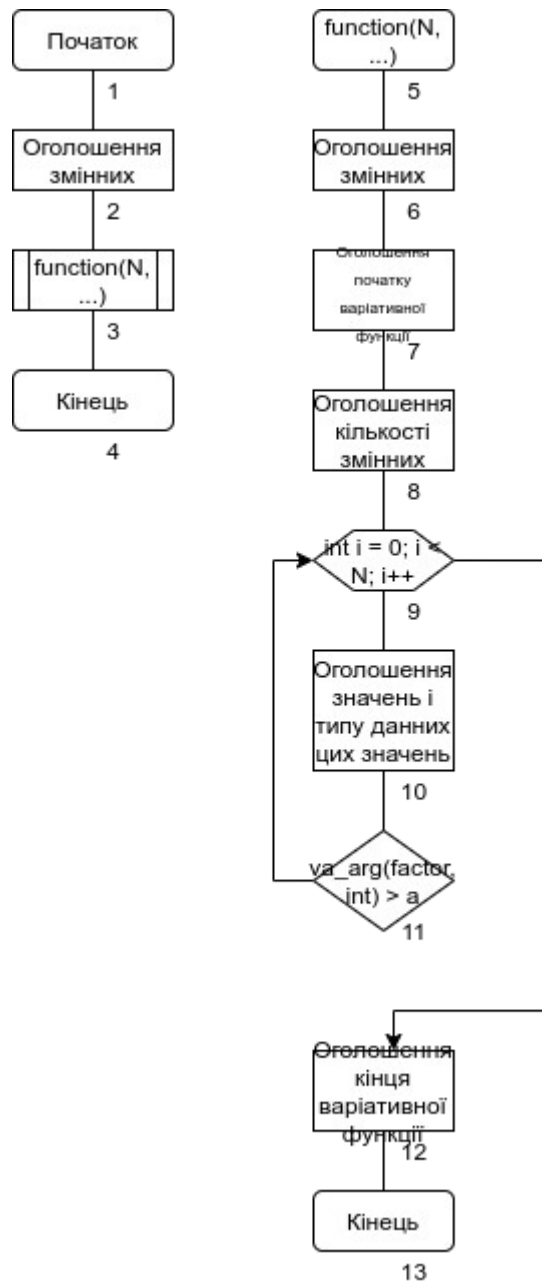 Початок
1
Оголошення
змінних
2
function(N,
...)
3
Кінець
4
function(N,
...)
5
Оголошення
змінних
6
Оголошення
початку
варіативної
функції
7
Оголошення
кількості
змінних
8
int i = 0; i <
N; i++
9
Оголошення
значень і
типу данних
цих значень
10
va_arg(factor,
int) > a
11
Оголошення
кінця
варіативної
функції
12
Кінець
13